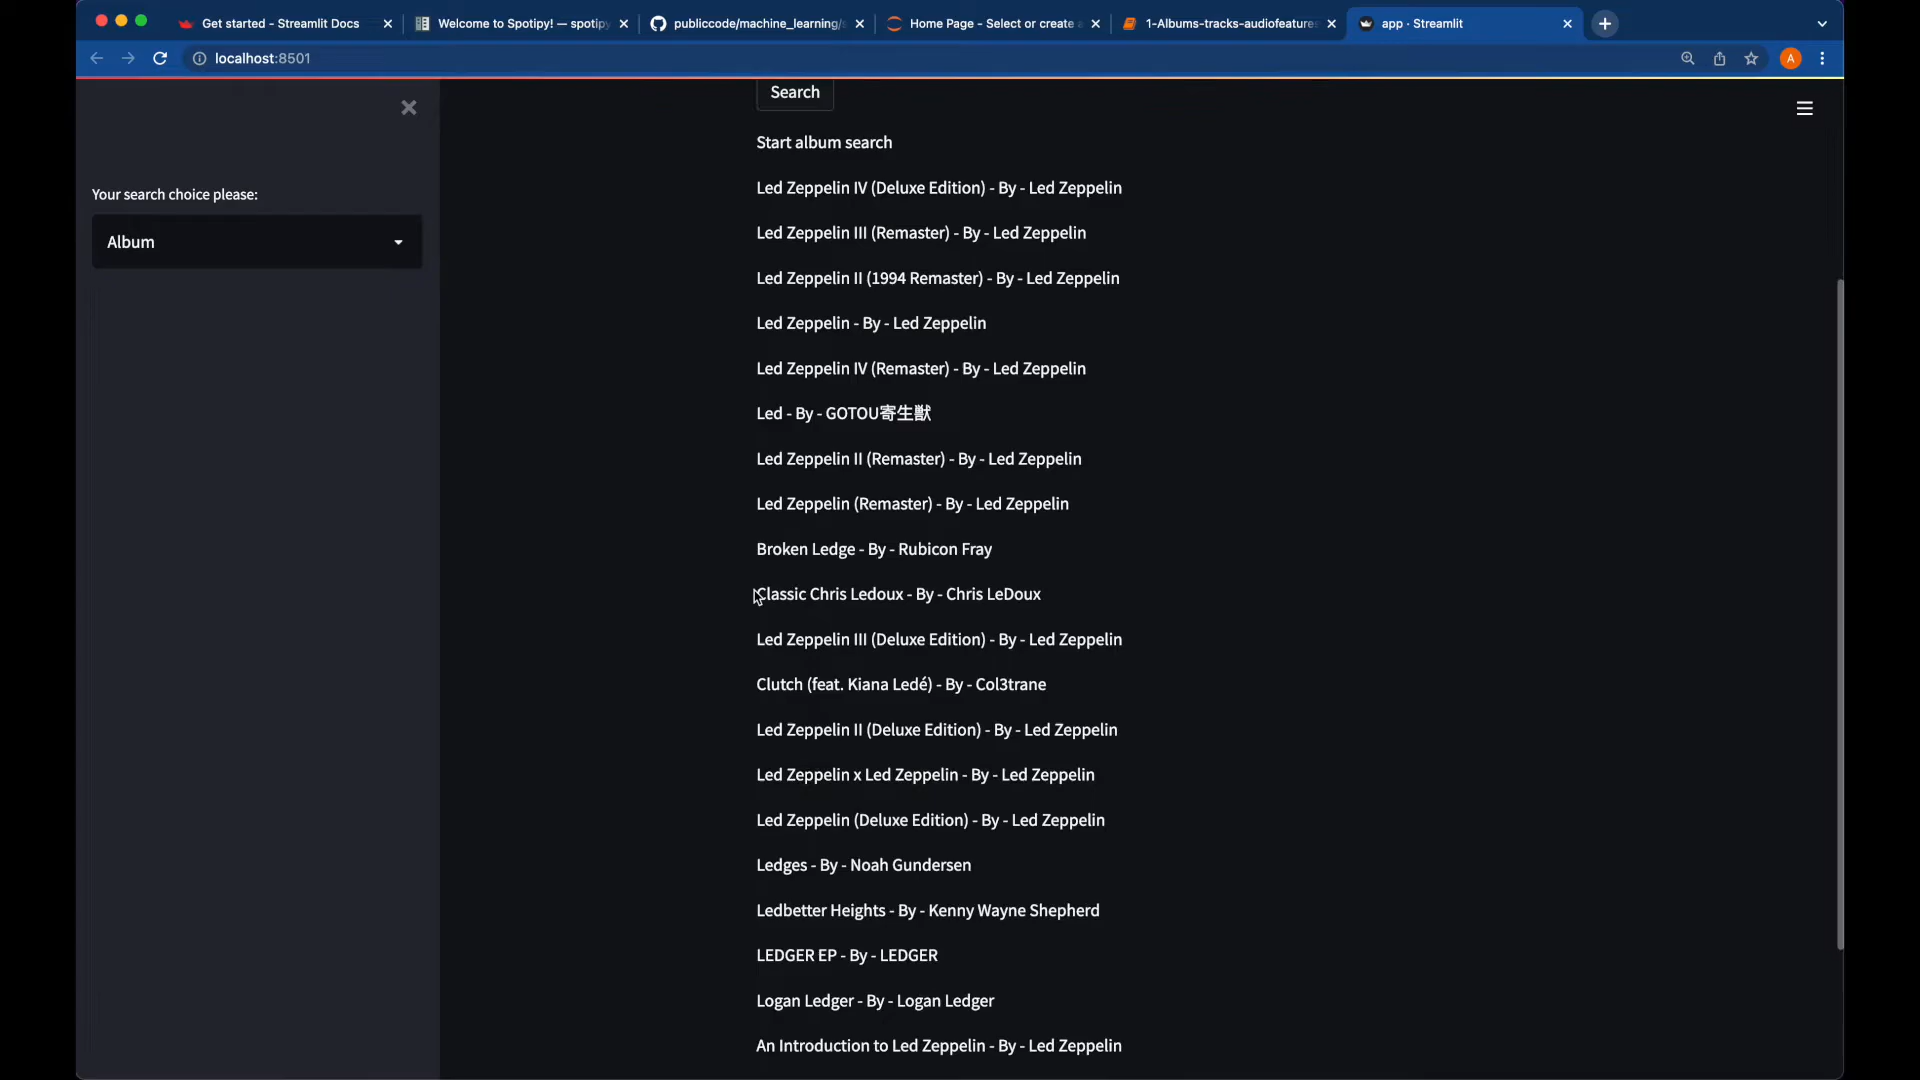 Get started - Streamlit Docs
Welcome to Spotipy! — spotipy
publiccode/machine_learning/
Home Page - Select or create
1-Albums-tracks-audiofeature
app · Streamlit
localhost:8501
A
Search
Your search choice please:
Album
Start album search
Led Zeppelin IV (Deluxe Edition) - By - Led Zeppelin
Led Zeppelin III (Remaster) - By - Led Zeppelin
Led Zeppelin II (1994 Remaster) - By - Led Zeppelin
Led Zeppelin - By - Led Zeppelin
Led Zeppelin IV (Remaster) - By - Led Zeppelin
Led - By - GOTOU寄生獣
Led Zeppelin II (Remaster) - By - Led Zeppelin
Led Zeppelin (Remaster) - By - Led Zeppelin
Broken Ledge - By - Rubicon Fray
Classic Chris Ledoux - By - Chris LeDoux
Led Zeppelin III (Deluxe Edition) - By - Led Zeppelin
Clutch (feat. Kiana Ledé) - By - Col3trane
Led Zeppelin II (Deluxe Edition) - By - Led Zeppelin
Led Zeppelin x Led Zeppelin - By - Led Zeppelin
Led Zeppelin (Deluxe Edition) - By - Led Zeppelin
Ledges - By - Noah Gundersen
Ledbetter Heights - By - Kenny Wayne Shepherd
LEDGER EP - By - LEDGER
Logan Ledger - By - Logan Ledger
An Introduction to Led Zeppelin - By - Led Zeppelin